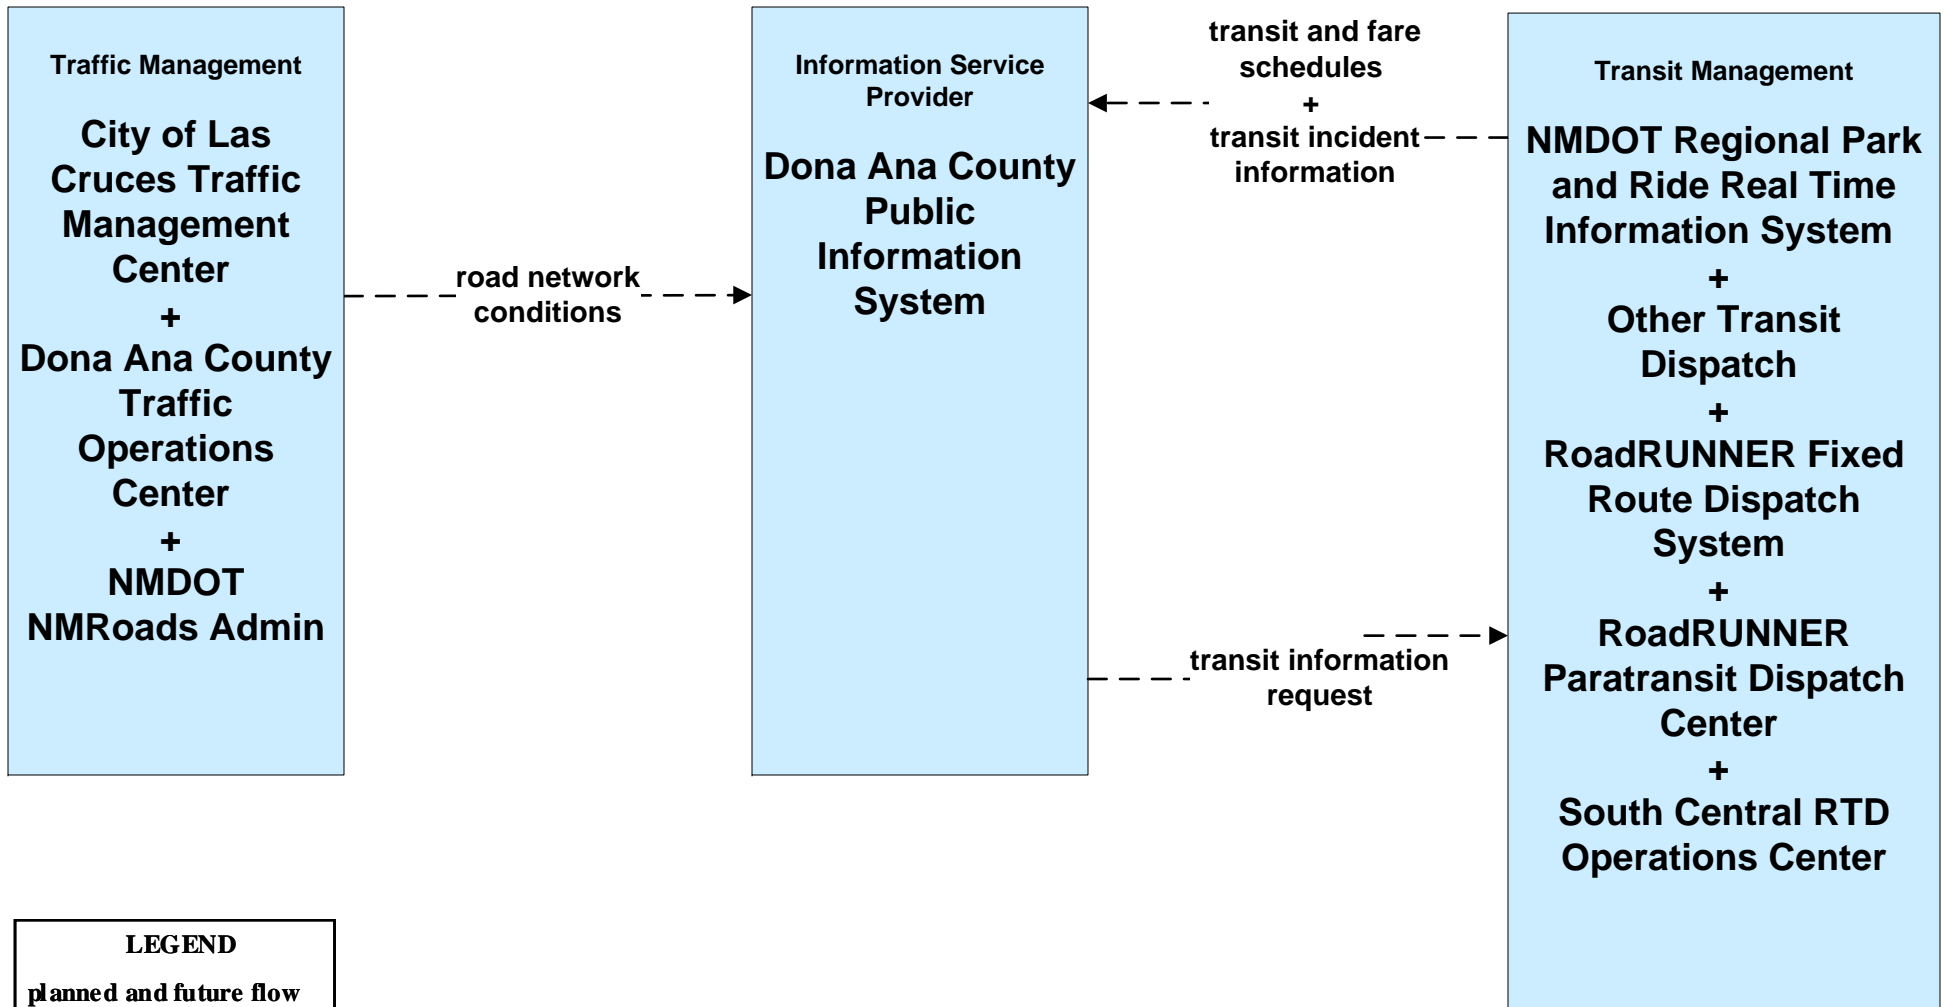 Traffic Management
City of Las
Cruces Traffic
Management
Center
+
Dona Ana County
Traffic
Operations
Center
+
NMDOT
NMRoads Admin
road network
conditions
Information Service
Provider
Dona Ana County
Public
Information
System
transit and fare
schedules
+
transit incident
information
transit information
request
Transit Management
NMDOT Regional Park
and Ride Real Time
Information System
+
Other Transit
Dispatch
+
RoadRUNNER Fixed
Route Dispatch
System
+
RoadRUNNER
Paratransit Dispatch
Center
+
South Central RTD
Operations Center
LEGEND
planned and future flow